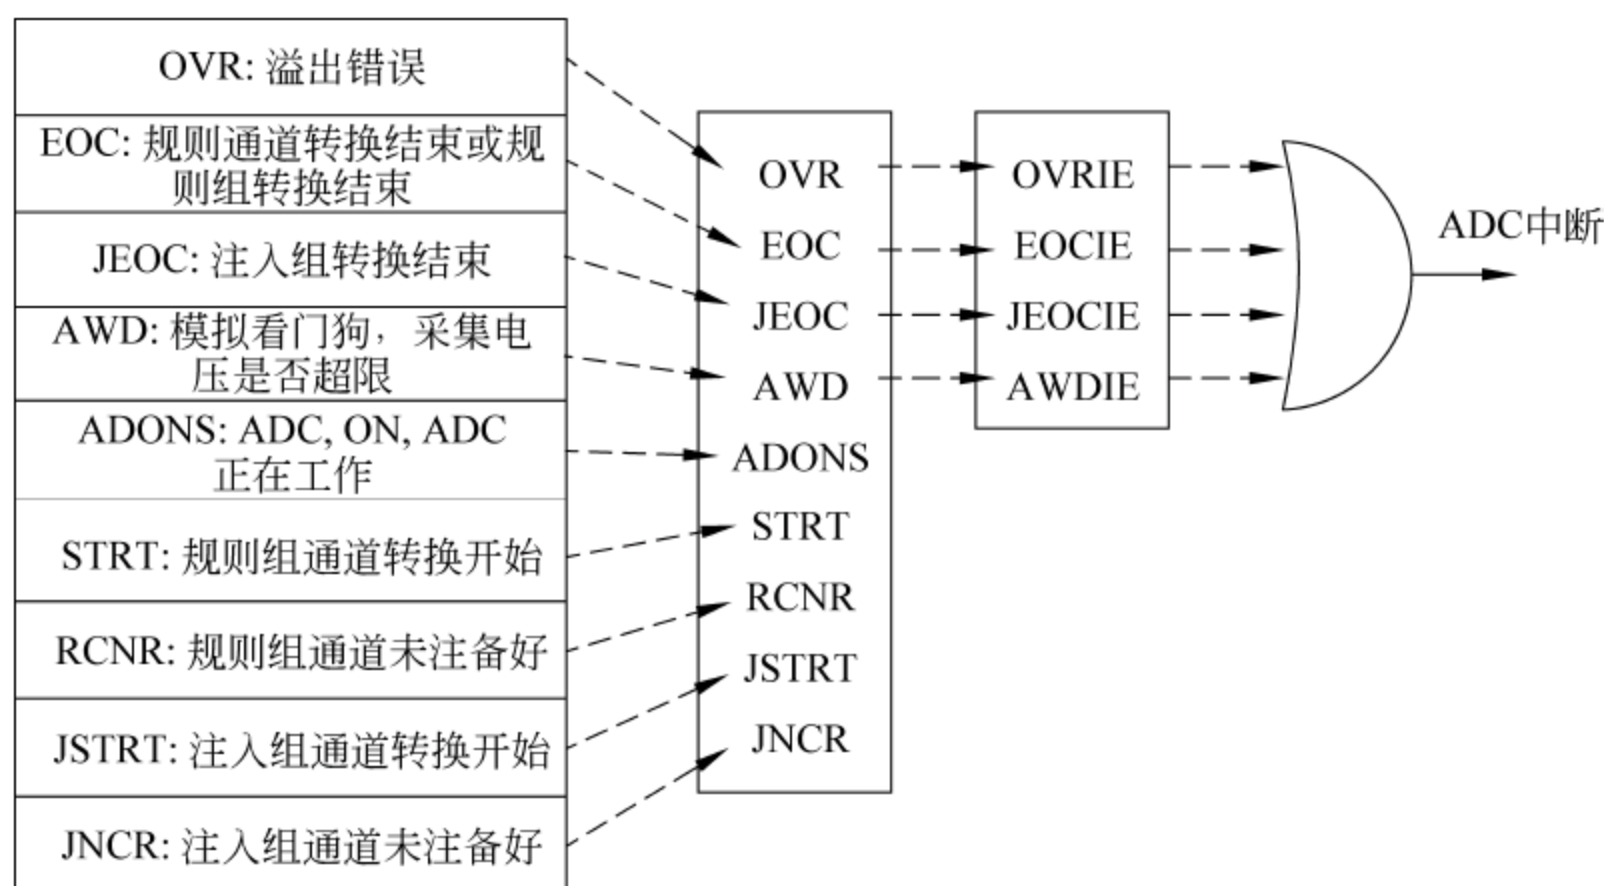 OVR: 溢出错误
EOC: 规则通道转换结束或规
则组转换结束
JEOC: 注入组转换结束
AWD: 模拟看门狗，采集电
压是否超限
ADONS: ADC, ON, ADC
正在工作
STRT: 规则组通道转换开始
RCNR: 规则组通道未注备好
JSTRT: 注入组通道转换开始
JNCR: 注入组通道未注备好
OVR
EOC
JEOC
AWD
ADONS
STRT
RCNR
JSTRT
JNCR
OVRIE
EOCIE
JEOCIE
AWDIE
ADC中断